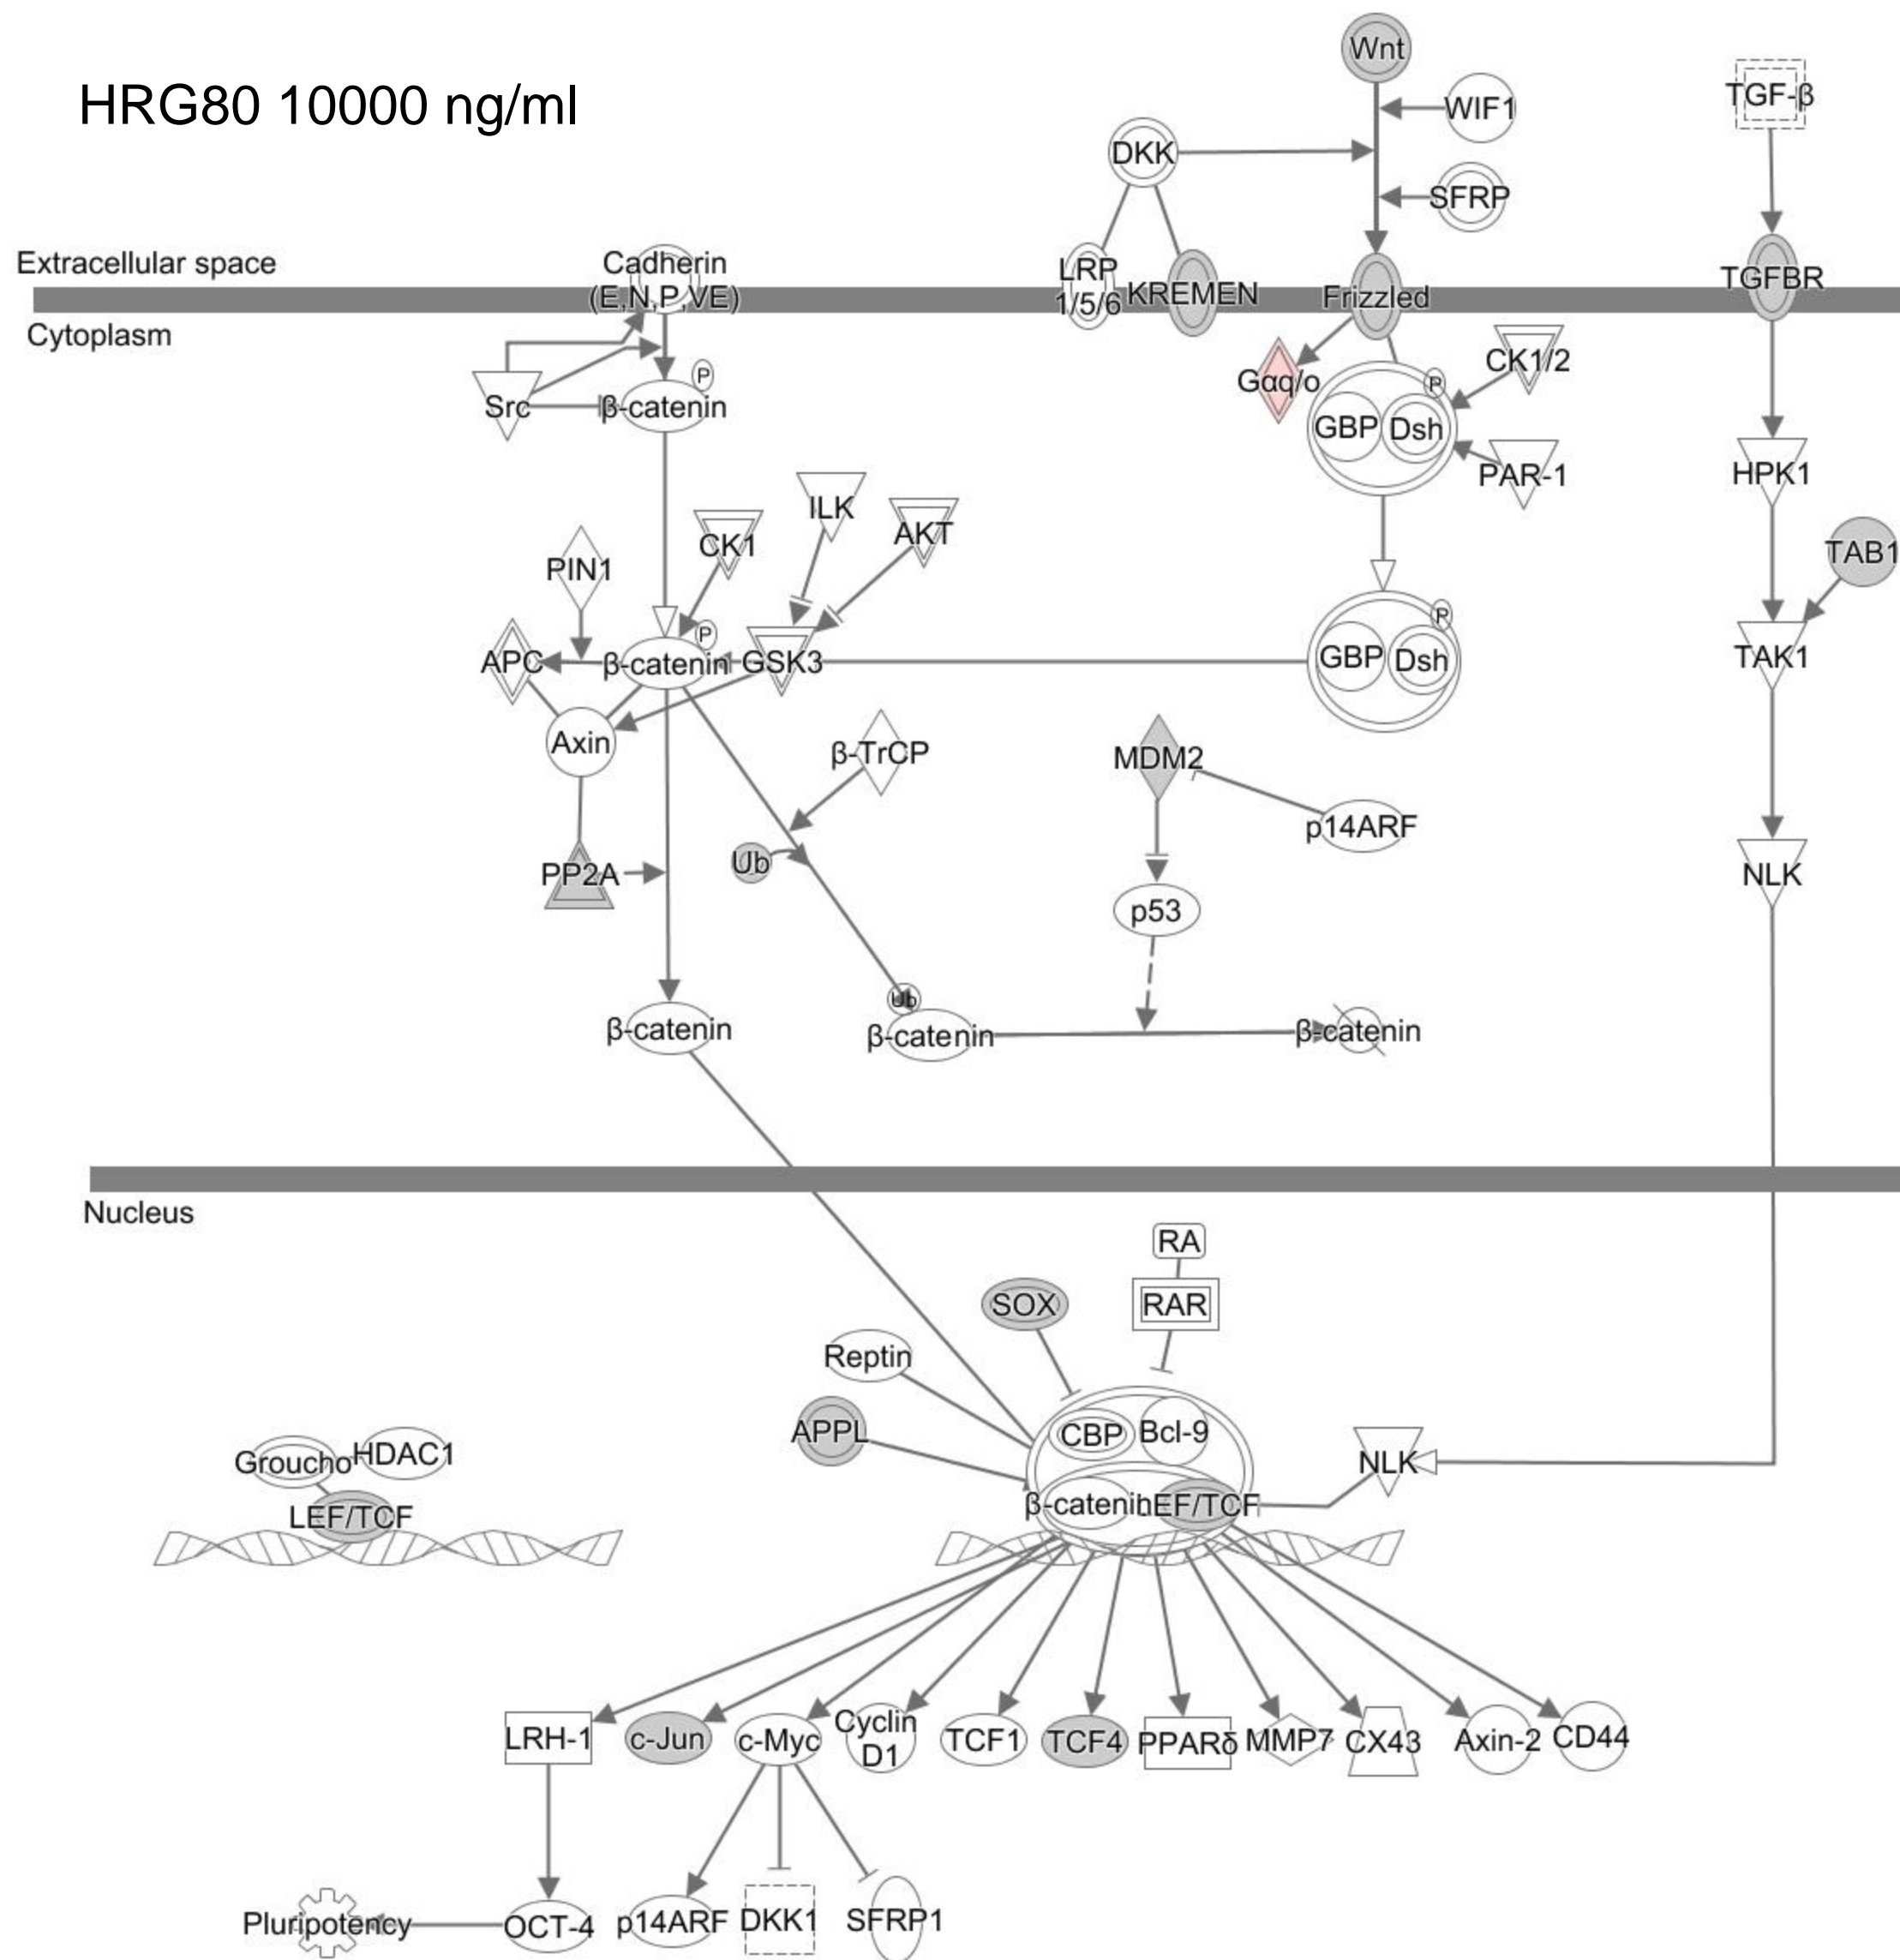 HRG80 10000 ng/ml
Wnt
WIF1
TGF-β
DKK
SFRP
Extracellular space
Cadherin
(E,N,P,VE)
LRP
1/5/6
KREMEN
Frizzled
TGFBR
Cytoplasm
Src
P
β-catenin
Gαq/o
CK1/2
P
GBP
Dsh
PAR-1
HPK1
ILK
AKT
CK1
PIN1
TAB1
P
APC
β-catenin
GSK3
P
GBP
Dsh
TAK1
Axin
β-TrCP
MDM2
p14ARF
Ub
PP2A
p53
NLK
Ub
β-catenin
β-catenin
β-catenin
Nucleus
RA
SOX
RAR
Reptin
APPL
CBP
Bcl-9
Groucho
HDAC1
NLK
LEF/TCF
β-catenin
LEF/TCF
LRH-1
c-Jun
c-Myc
Cyclin
D1
TCF1
TCF4
PPARδ
MMP7
CX43
Axin-2
CD44
Pluripotency
OCT-4
p14ARF
DKK1
SFRP1